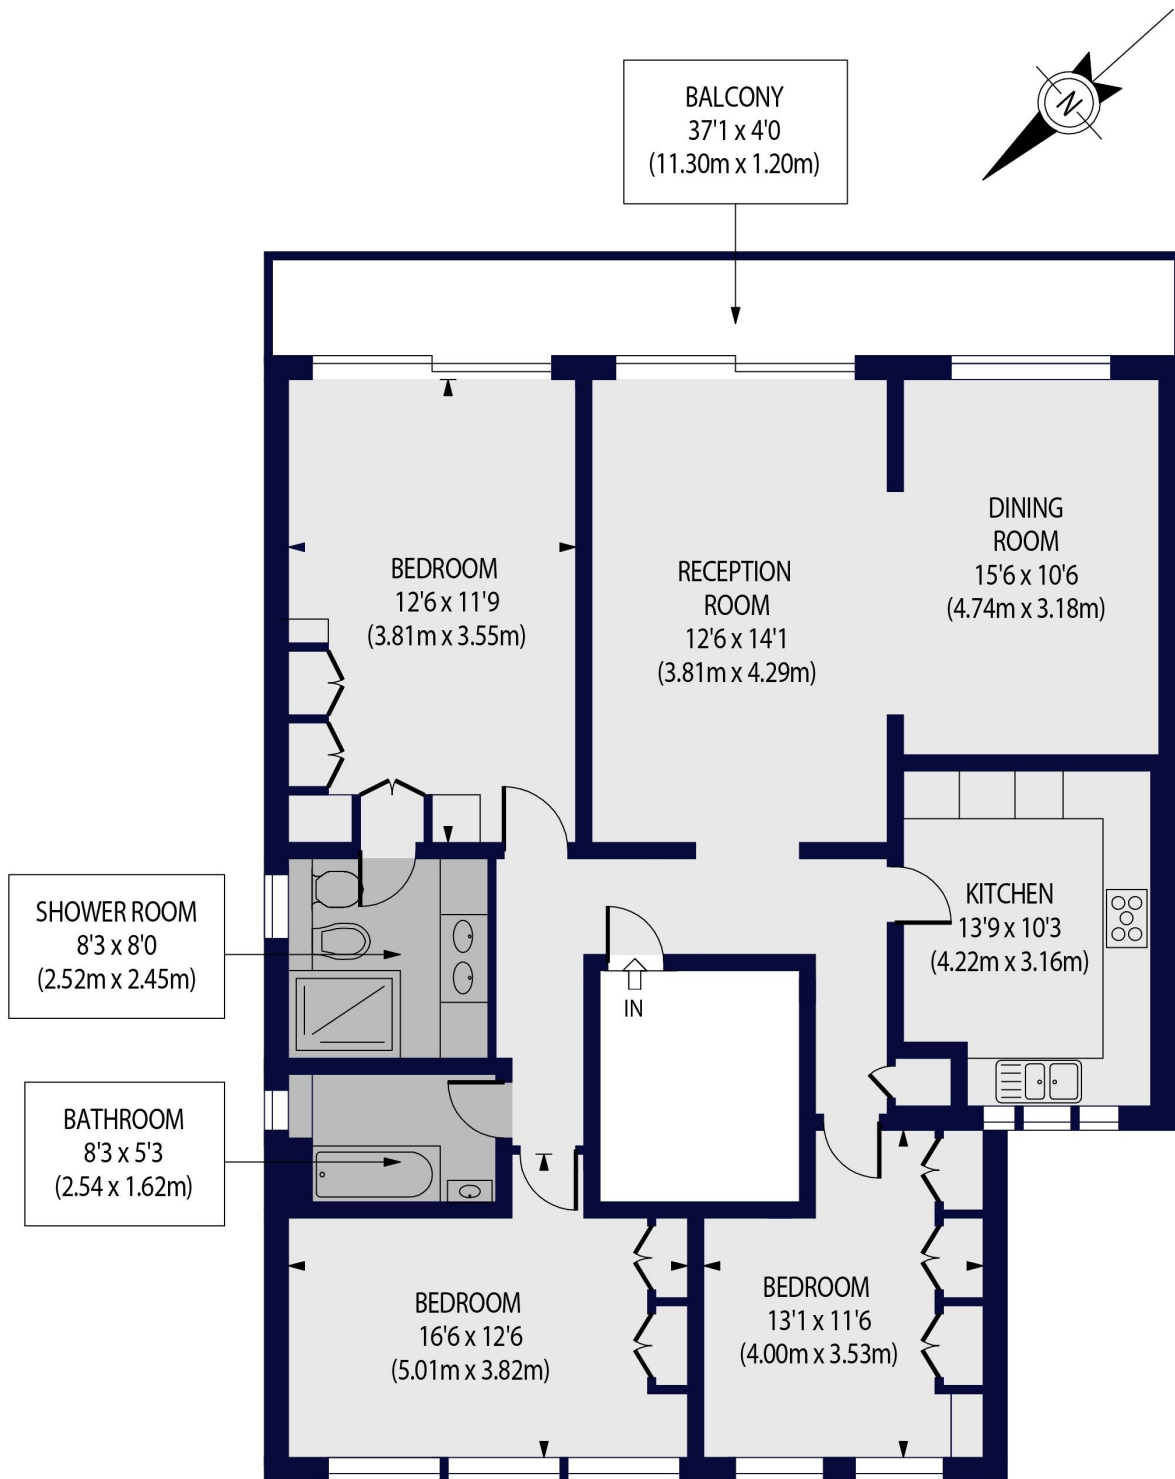 BALCONY
37'1 x 4'0
(11.30m x 1.20m)
N
BEDROOM
12'6 x 11'9
(3.81m x 3.55m)
RECEPTION
ROOM
12'6 x 14'1
(3.81m x 4.29m)
DINING
ROOM
15'6 x 10'6
(4.74m x 3.18m)
SHOWER ROOM
8'3 x 8'0
(2.52m x 2.45m)
KITCHEN
13'9 x 10'3
(4.22m x 3.16m)
IN
BATHROOM
8'3 x 5'3
(2.54 x 1.62m)
BEDROOM
16'6 x 12'6
(5.01m x 3.82m)
BEDROOM
13'1 x 11'6
(4.00m x 3.53m)